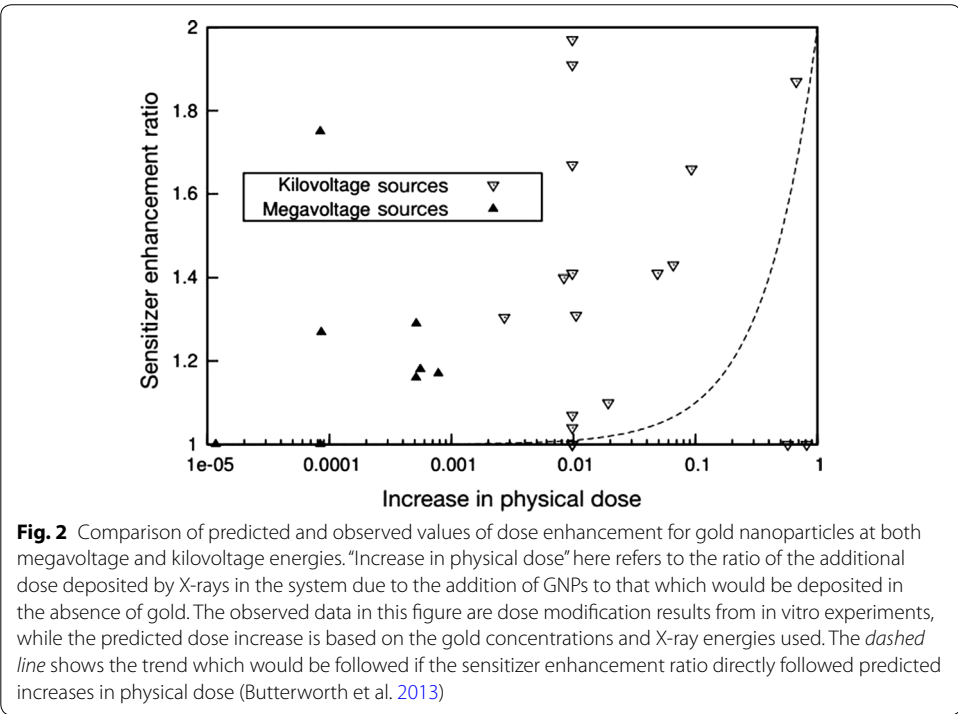 2
1.8
1.6
1.4
1.2
1
Sensitizer enhancement ratio
Kilovoltage sources
Megavoltage sources
1e-05 0.0001 0.001 0.01 0.1 1
Increase in physical dose
Fig. 2 Comparison of predicted and observed values of dose enhancement for gold nanoparticles at both
megavoltage and kilovoltage energies. “Increase in physical dose” here refers to the ratio of the additional
dose deposited by X-rays in the system due to the addition of GNPs to that which would be deposited in
the absence of gold. The observed data in this figure are dose modification results from in vitro experiments,
while the predicted dose increase is based on the gold concentrations and X-ray energies used. The dashed
line shows the trend which would be followed if the sensitizer enhancement ratio directly followed predicted
increases in physical dose (Butterworth et al. 2013)